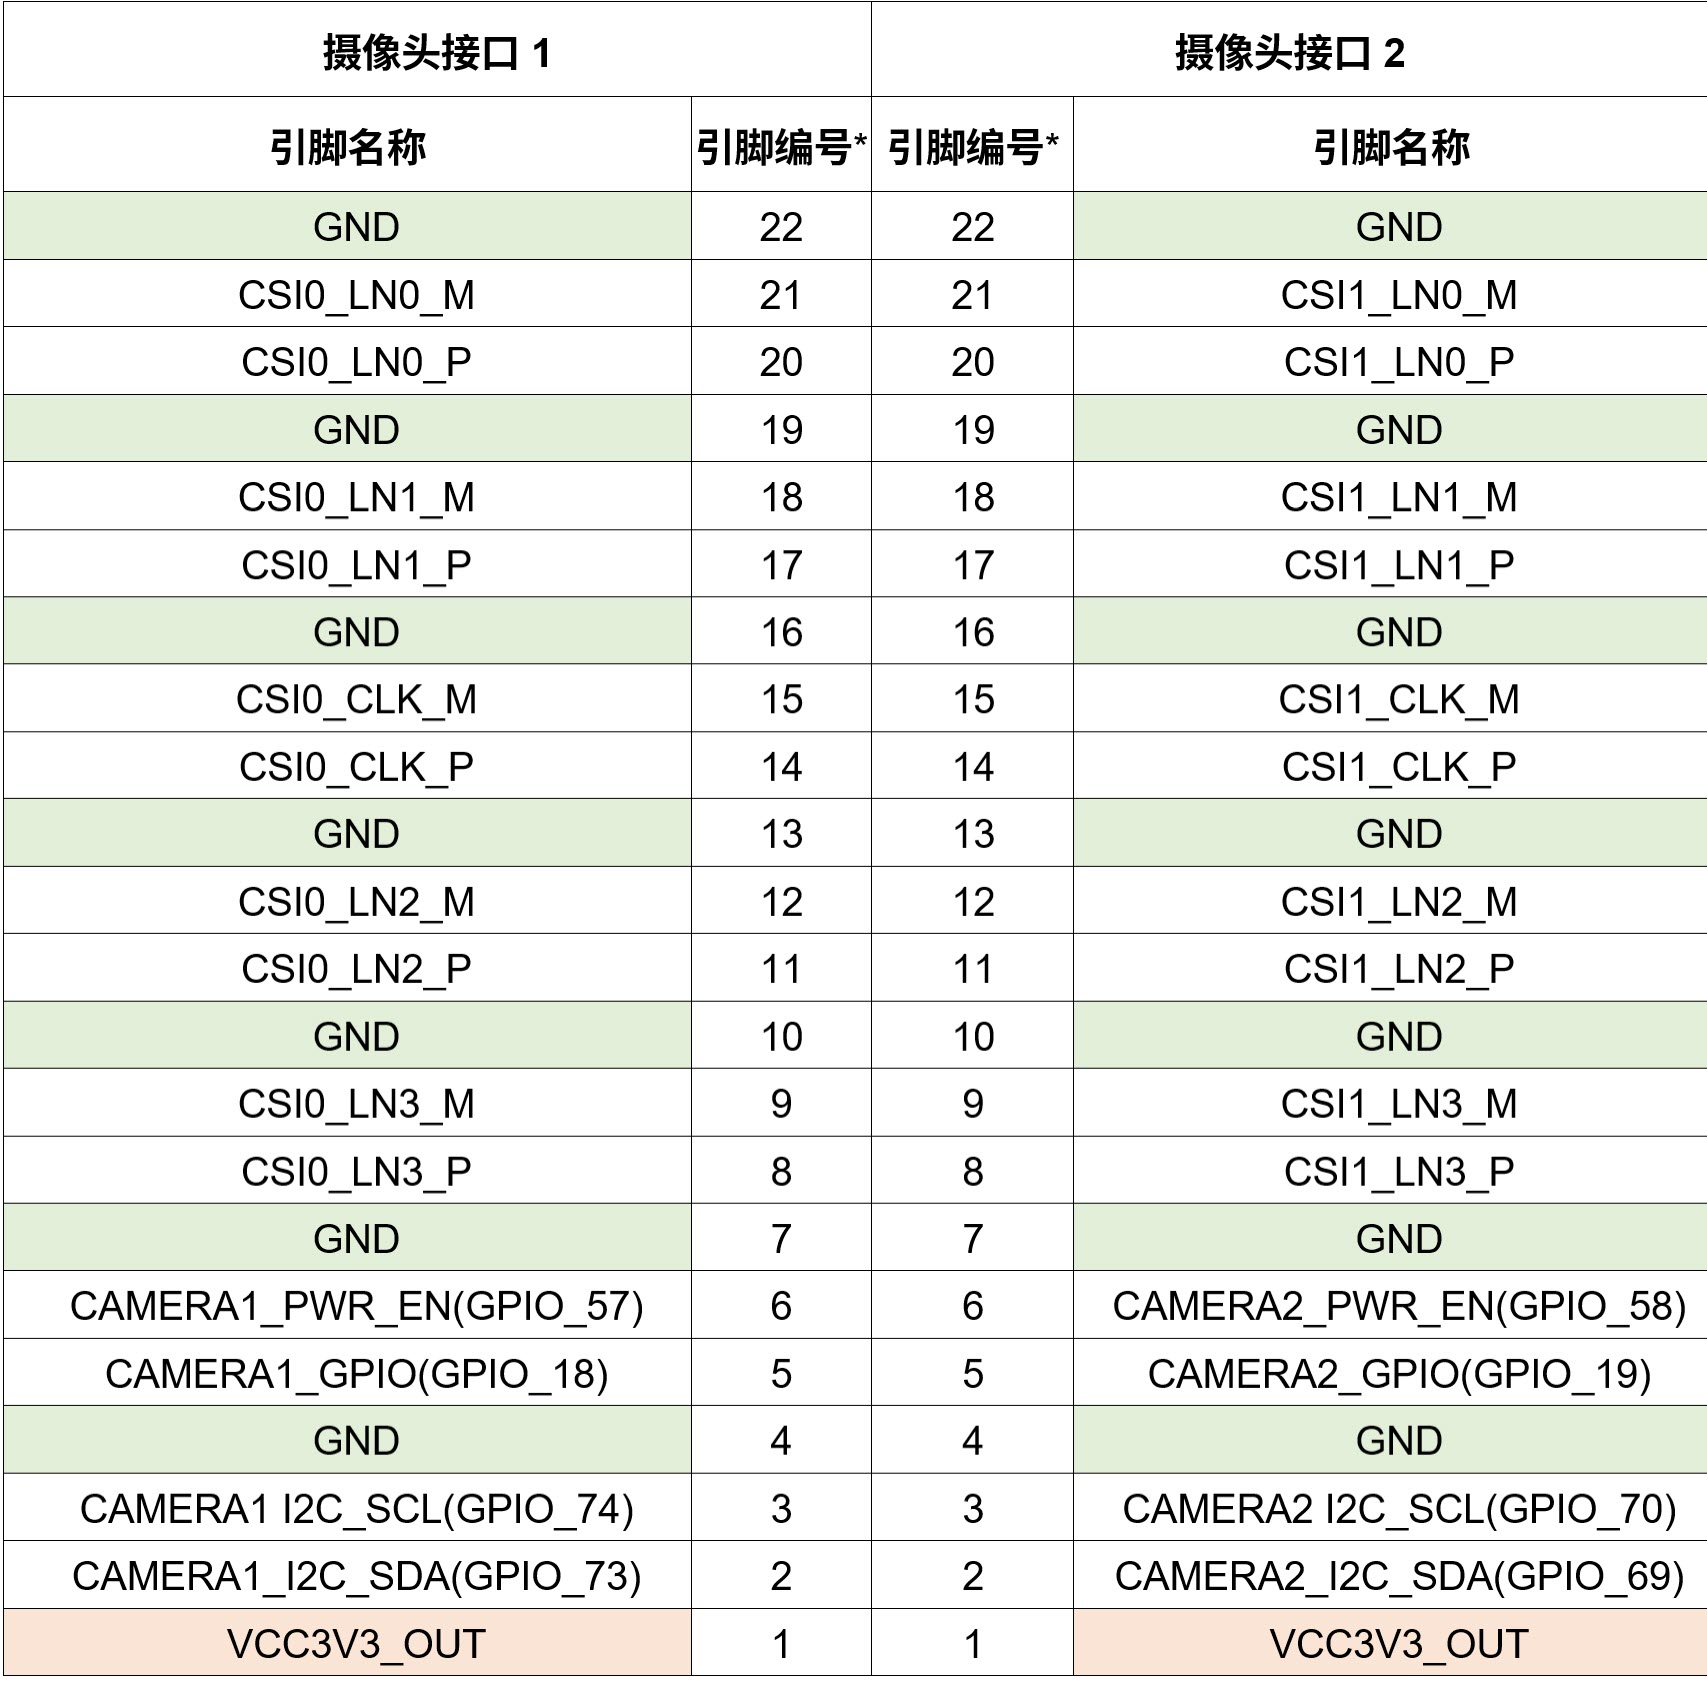 摄像头接口 1 摄像头接口 2
引脚名称 引脚编号* 引脚编号* 引脚名称
GND 22 22 GND
CSI0_LN0_M 21 21 CSI1_LN0_M
CSI0_LN0_P 20 20 CSI1_LN0_P
GND 19 19 GND
CSI0_LN1_M 18 18 CSI1_LN1_M
CSI0_LN1_P 17 17 CSI1_LN1_P
GND 16 16 GND
CSI0_CLK_M 15 15 CSI1_CLK_M
CSI0_CLK_P 14 14 CSI1_CLK_P
GND 13 13 GND
CSI0_LN2_M 12 12 CSI1_LN2_M
CSI0_LN2_P 11 11 CSI1_LN2_P
GND 10 10 GND
CSI0_LN3_M 9 9 CSI1_LN3_M
CSI0_LN3_P 8 8 CSI1_LN3_P
GND 7 7 GND
CAMERA1_PWR_EN(GPIO_57) 6 6 CAMERA2_PWR_EN(GPIO_58)
CAMERA1_GPIO(GPIO_18) 5 5 CAMERA2_GPIO(GPIO_19)
GND 4 4 GND
CAMERA1 I2C_SCL(GPIO_74) 3 3 CAMERA2 I2C_SCL(GPIO_70)
CAMERA1_I2C_SDA(GPIO_73) 2 2 CAMERA2_I2C_SDA(GPIO_69)
VCC3V3_OUT 1 1 VCC3V3_OUT